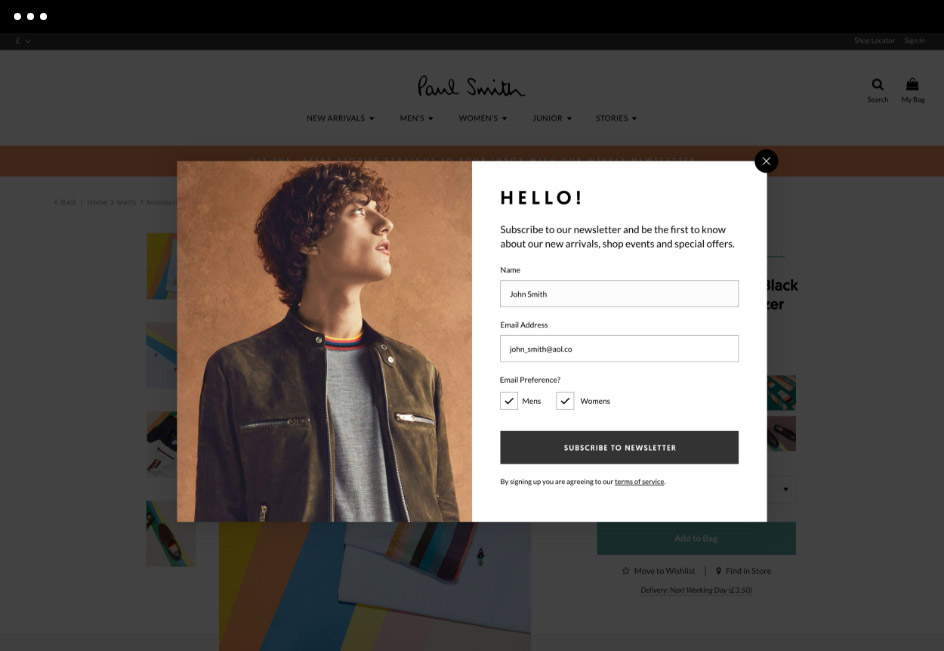 £
Shop Locator Sign In
Paul Smith
Search My Bag
NEW ARRIVALS MEN'S WOMEN'S JUNIOR STORIES
Back | Home > Men's >
HELLO!
Subscribe to our newsletter and be the first to know
about our new arrivals, shop events and special offers.
Name
John Smith
Email Address
john_smith@aol.co
Email Preference?
Mens Womens
SUBSCRIBE TO NEWSLETTER
By signing up you are agreeing to our terms of service.
Black
Add to Bag
Move to Wishlist | Find in Store
Delivery: Next Working Day (£3.50)